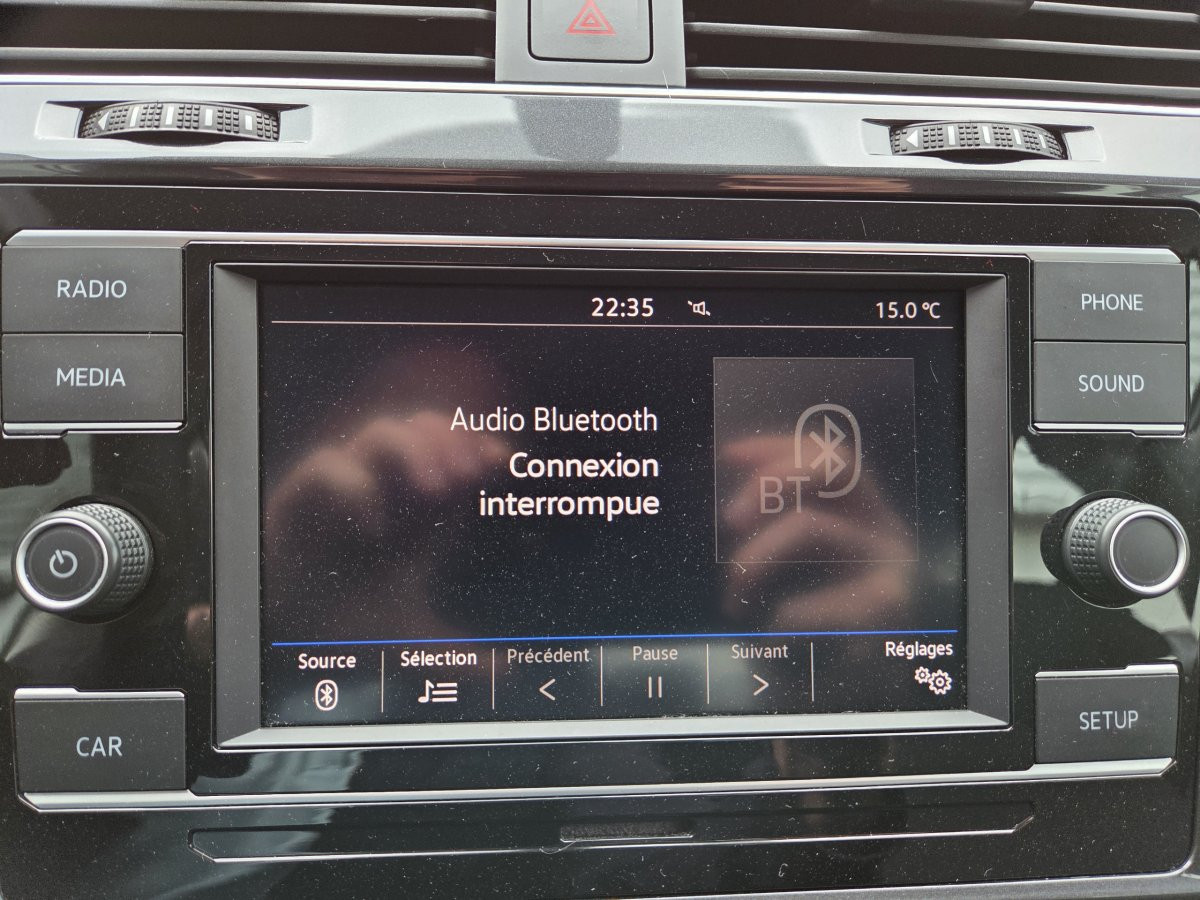 RADIO
MEDIA
CAR
22:35
15.0 °C
Audio Bluetooth
Connexion
interrompue
BT
Source
Sélection
Précédent
Pause
Suivant
Réglages
PHONE
SOUND
SETUP